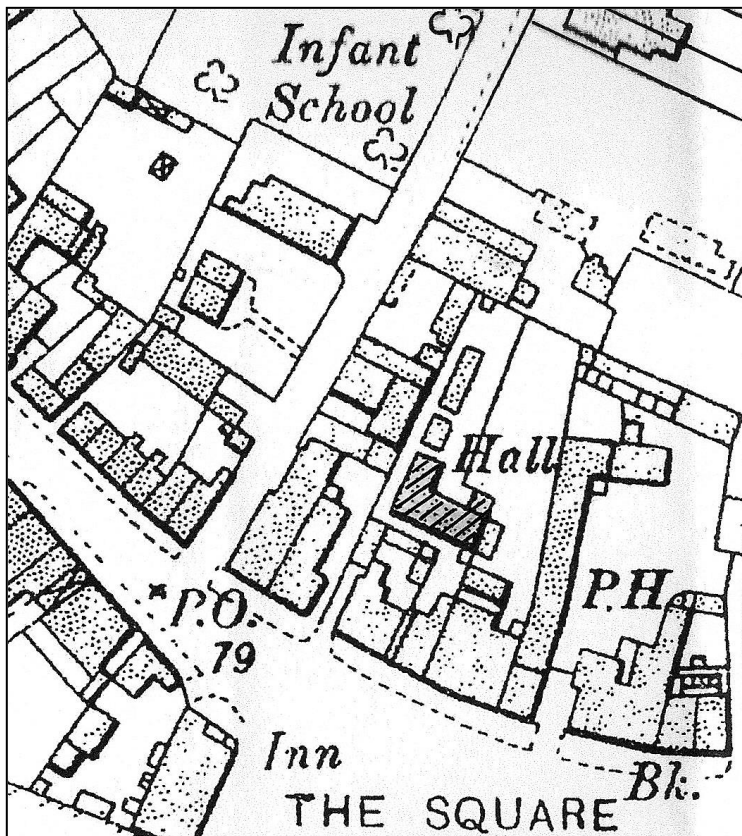 Infant
School
Hall
P.H
P.O.
79
Inn
Bk.
THE SQUARE